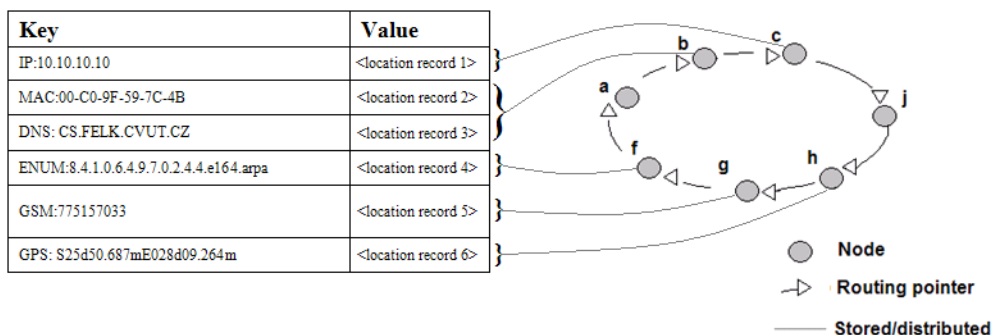 Key Value
IP:10.10.10.10 <location record 1>
MAC:00-C0-9F-59-7C-4B <location record 2>
DNS: CS.FELK.CVUT.CZ <location record 3>
ENUM:8.4.1.0.6.4.9.7.0.2.4.4.e164.arpa <location record 4>
GSM:775157033 <location record 5>
GPS: S25d50.687mE028d09.264m <location record 6>
a
b
c
j
h
g
f
Node
Routing pointer
Stored/distributed